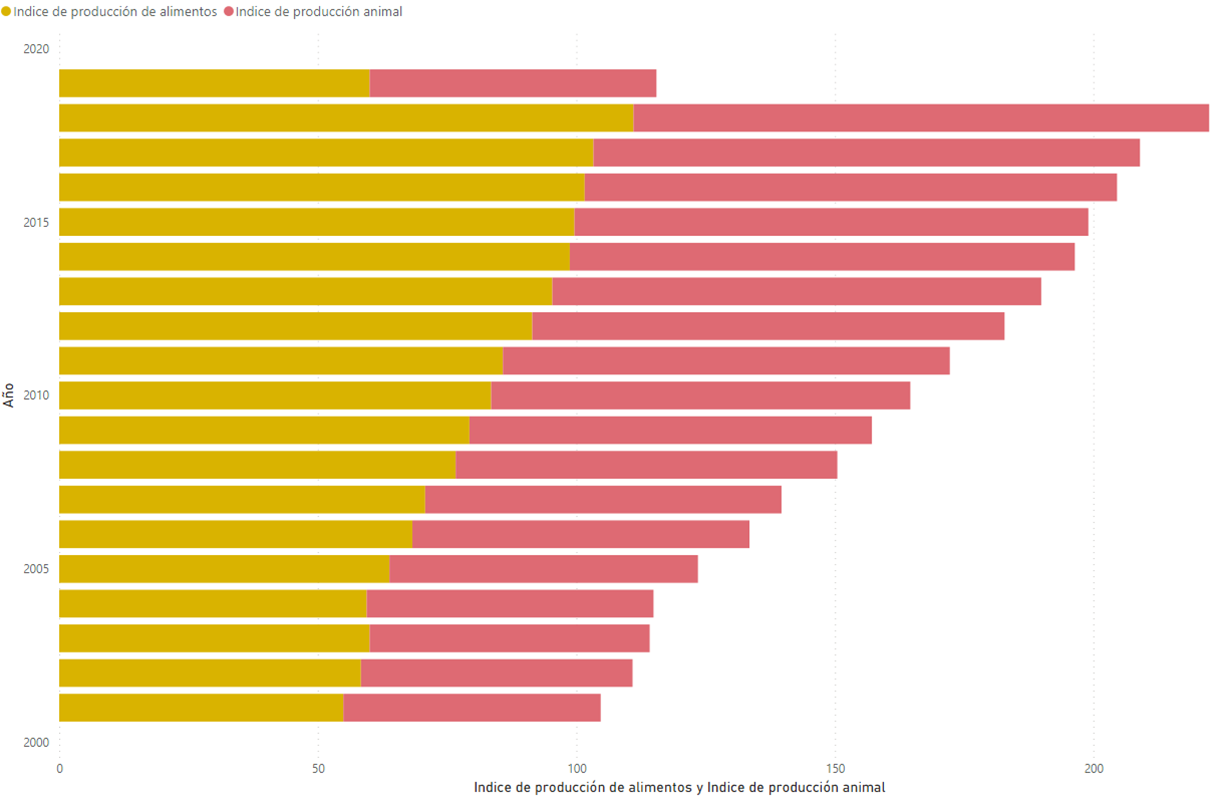 Indice de producción de alimentos Indice de producción animal
2020
2015
2010
2005
2000
Año
0 50 100 150 200
Indice de producción de alimentos y Indice de producción animal